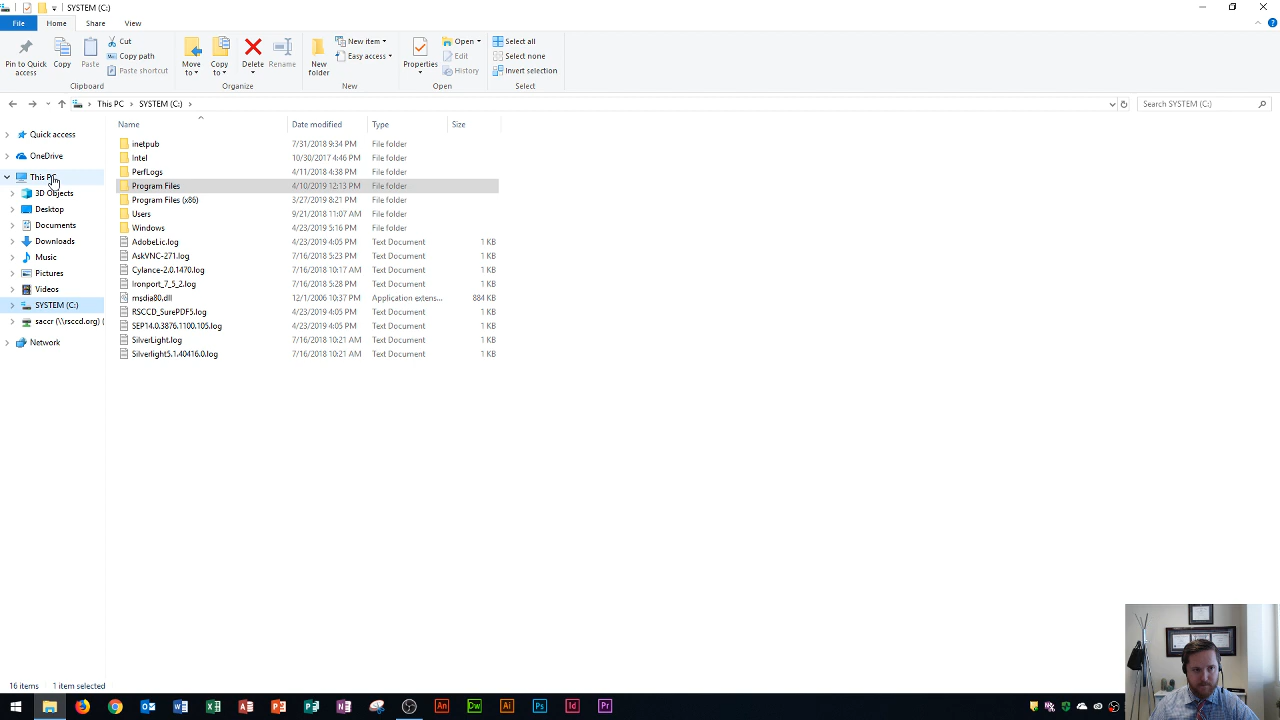 SYSTEM (C:)
File Home Share View
Pin to Quick access
Copy
Paste
Cut
Copy path
Paste shortcut
Move to
Copy to
Delete
Rename
New folder
New item
Easy access
Properties
Open
Edit
History
Select all
Select none
Invert selection
Clipboard Organize New Open Select
This PC > SYSTEM (C:) >
Search SYSTEM (C:)
Name Date modified Type Size
Quick access
OneDrive
This PC
3D Objects
Desktop
Documents
Downloads
Music
Pictures
Videos
SYSTEM (C:)
saccr (\\rsccd.org) (
Network
inetpub 7/31/2018 9:34 PM File folder
Intel 10/30/2017 4:46 PM File folder
PerfLogs 4/11/2018 4:38 PM File folder
Program Files 4/10/2019 12:13 PM File folder
Program Files (x86) 3/27/2019 8:21 PM File folder
Users 9/21/2018 11:07 AM File folder
Windows 4/23/2019 5:16 PM File folder
AdobeLic.log 4/23/2019 4:05 PM Text Document 1 KB
AskVNC-271.log 7/16/2018 5:23 PM Text Document 1 KB
Cylance-2.0.1470.log 7/16/2018 10:17 AM Text Document 1 KB
Ironport_7_5_2.log 7/16/2018 5:28 PM Text Document 1 KB
msdia80.dll 12/1/2006 10:37 PM Application extens... 884 KB
RSCCD_SurePDF5.log 4/23/2019 4:05 PM Text Document 1 KB
SEP14.0.3876.1100.105.log 4/23/2019 4:05 PM Text Document 1 KB
SilverLight.log 7/16/2018 10:21 AM Text Document 1 KB
Silverlight5.1.40416.0.log 7/16/2018 10:21 AM Text Document 1 KB
16 items 1 item selected
An Dw Ai Ps Id Pr